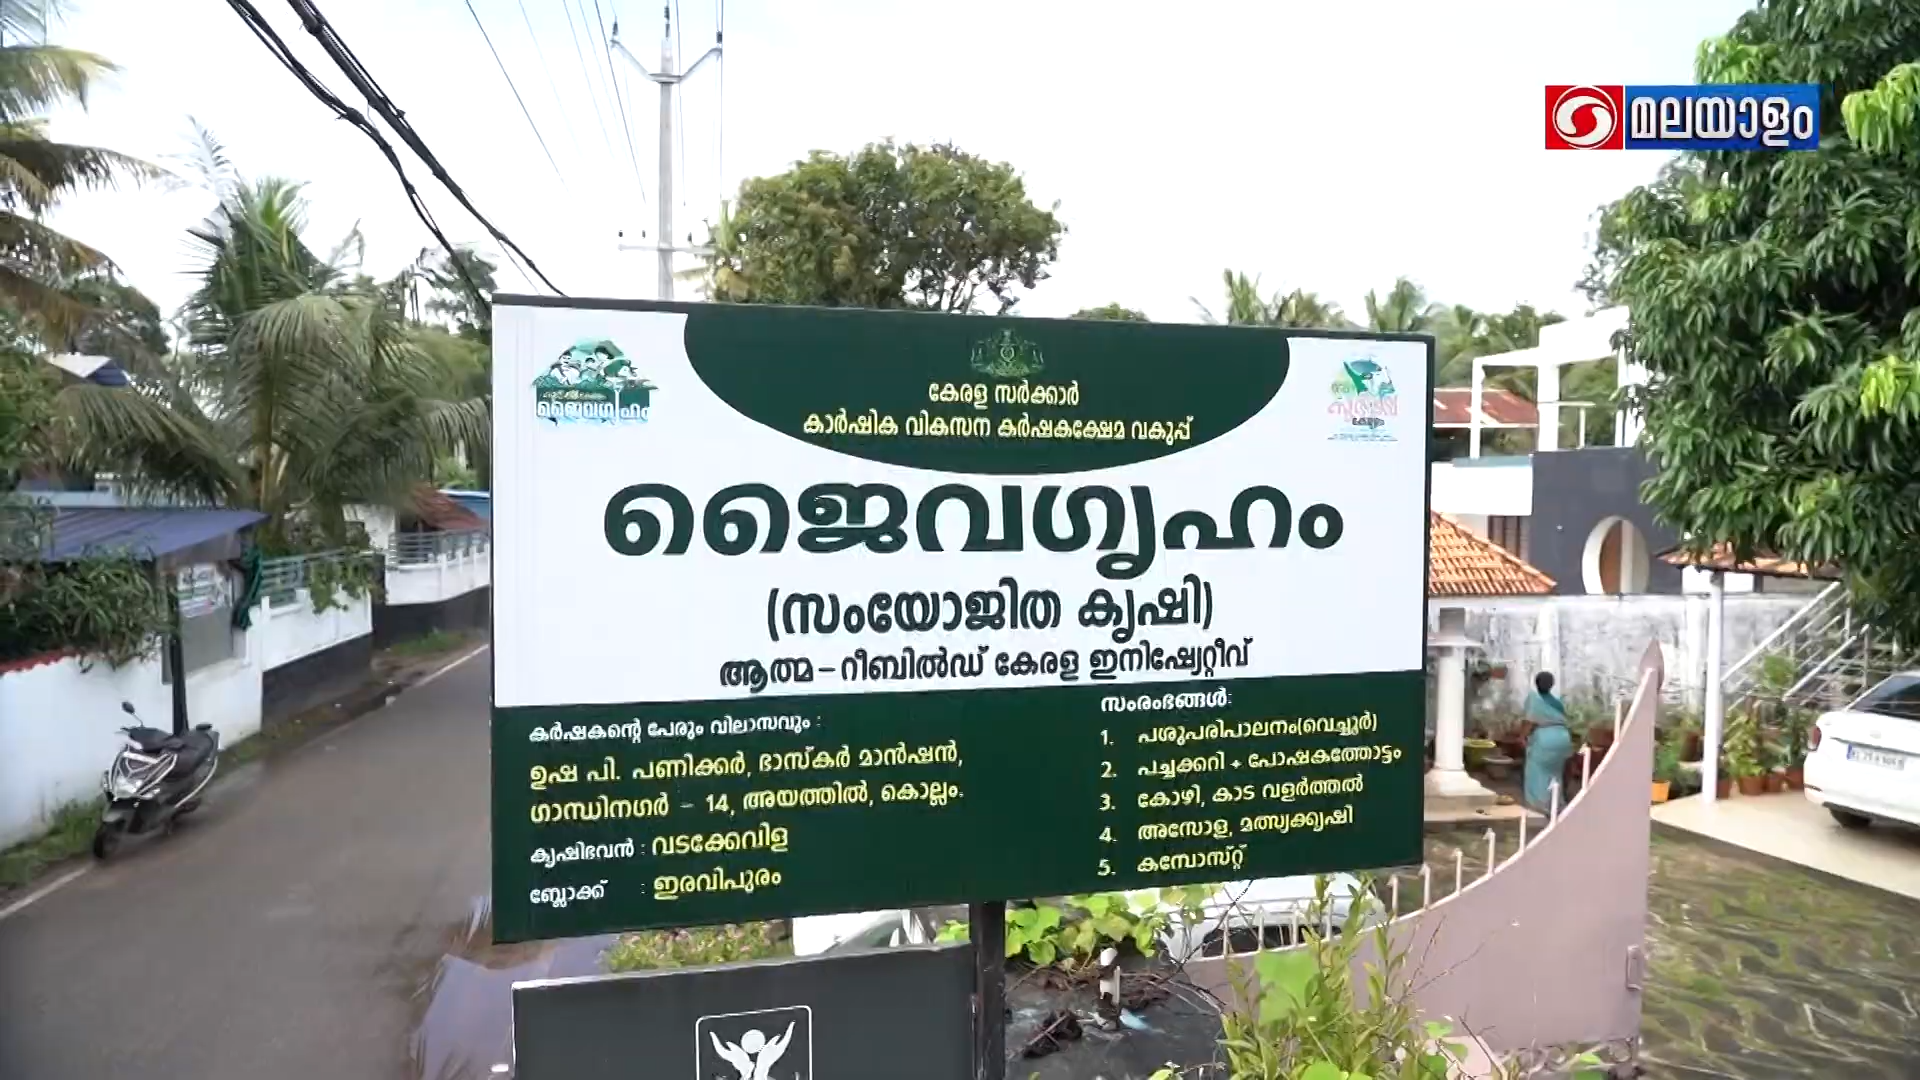 മലയാളം
ജൈവഗൃഹം
കേരള സർക്കാർ
കാർഷിക വികസന കർഷകക്ഷേമ വകുപ്പ്
ജൈവഗൃഹം
(സംയോജിത കൃഷി)
ആത്മ – റീബിൽഡ് കേരള ഇനിഷ്യേറ്റീവ്
കർഷകന്റെ പേരും വിലാസവും :
ഉഷ പി. പണിക്കർ, ഭാസ്കർ മാൻഷൻ,
ഗാന്ധിനഗർ – 14, അയത്തിൽ, കൊല്ലം.
കൃഷിഭവൻ : വടക്കേവിള
ബ്ലോക്ക് : ഇരവിപുരം
സംരംഭങ്ങൾ:
1. പശുപരിപാലനം(വെച്ചൂർ)
2. പച്ചക്കറി + പോഷകത്തോട്ടം
3. കോഴി, കാട വളർത്തൽ
4. അസോള, മത്സ്യക്കൃഷി
5. കമ്പോസ്റ്റ്